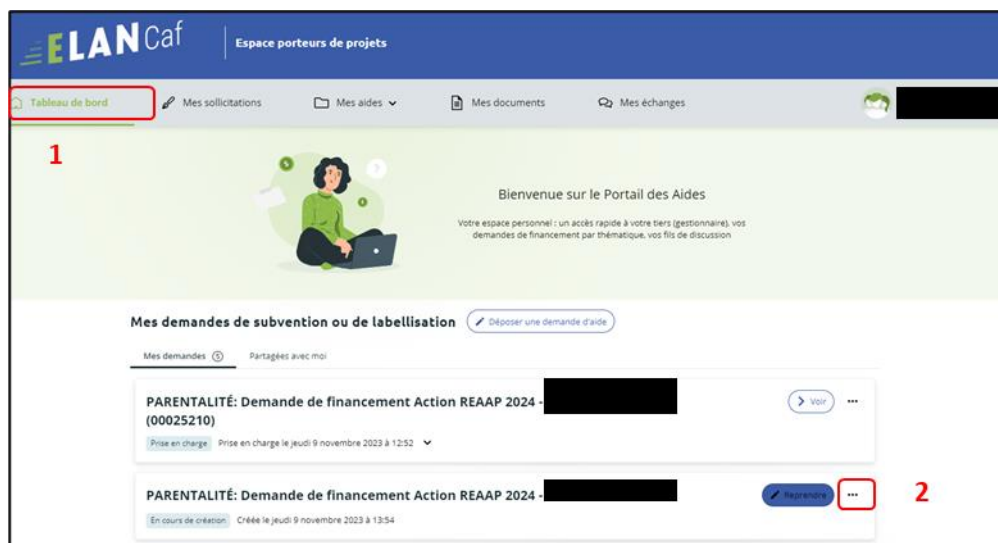 ELAN Caf
Espace porteurs de projets
Tableau de bord
Mes sollicitations
Mes aides
Mes documents
Mes échanges
1
Bienvenue sur le Portail des Aides
Votre espace personnel : un accès rapide à votre tiers (gestionnaire), vos
demandes de financement par thématique, vos fils de discussion
Mes demandes de subvention ou de labellisation
Déposer une demande d'aide
Mes demandes (5)
Partagées avec moi
PARENTALITÉ: Demande de financement Action REAAP 2024 -
(00025210)
Voir
Prise en charge
Prise en charge le jeudi 9 novembre 2023 à 12:52
PARENTALITÉ: Demande de financement Action REAAP 2024 -
Reprendre
2
En cours de création
Créée le jeudi 9 novembre 2023 à 13:54